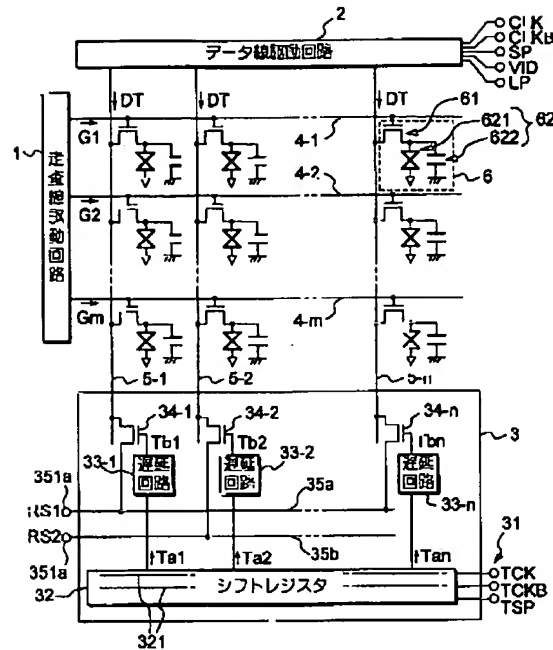 2
データ線駆動回路
CLK
CLKB
SP
VID
LP
DT
DT
DT
61
621
62
622
6
1
走査線駆動回路
G1
4-1
G2
4-2
Gm
4-m
5-1
5-2
5-n
34-1
34-2
34-n
3
Tb1
Tb2
Tbn
33-1
遅延回路
33-2
遅延回路
遅延回路
33-n
351a
RS1
35a
RS2
35b
351a
Ta1
Ta2
Tan
31
32
シフトレジスタ
TCK
TCKB
TSP
321